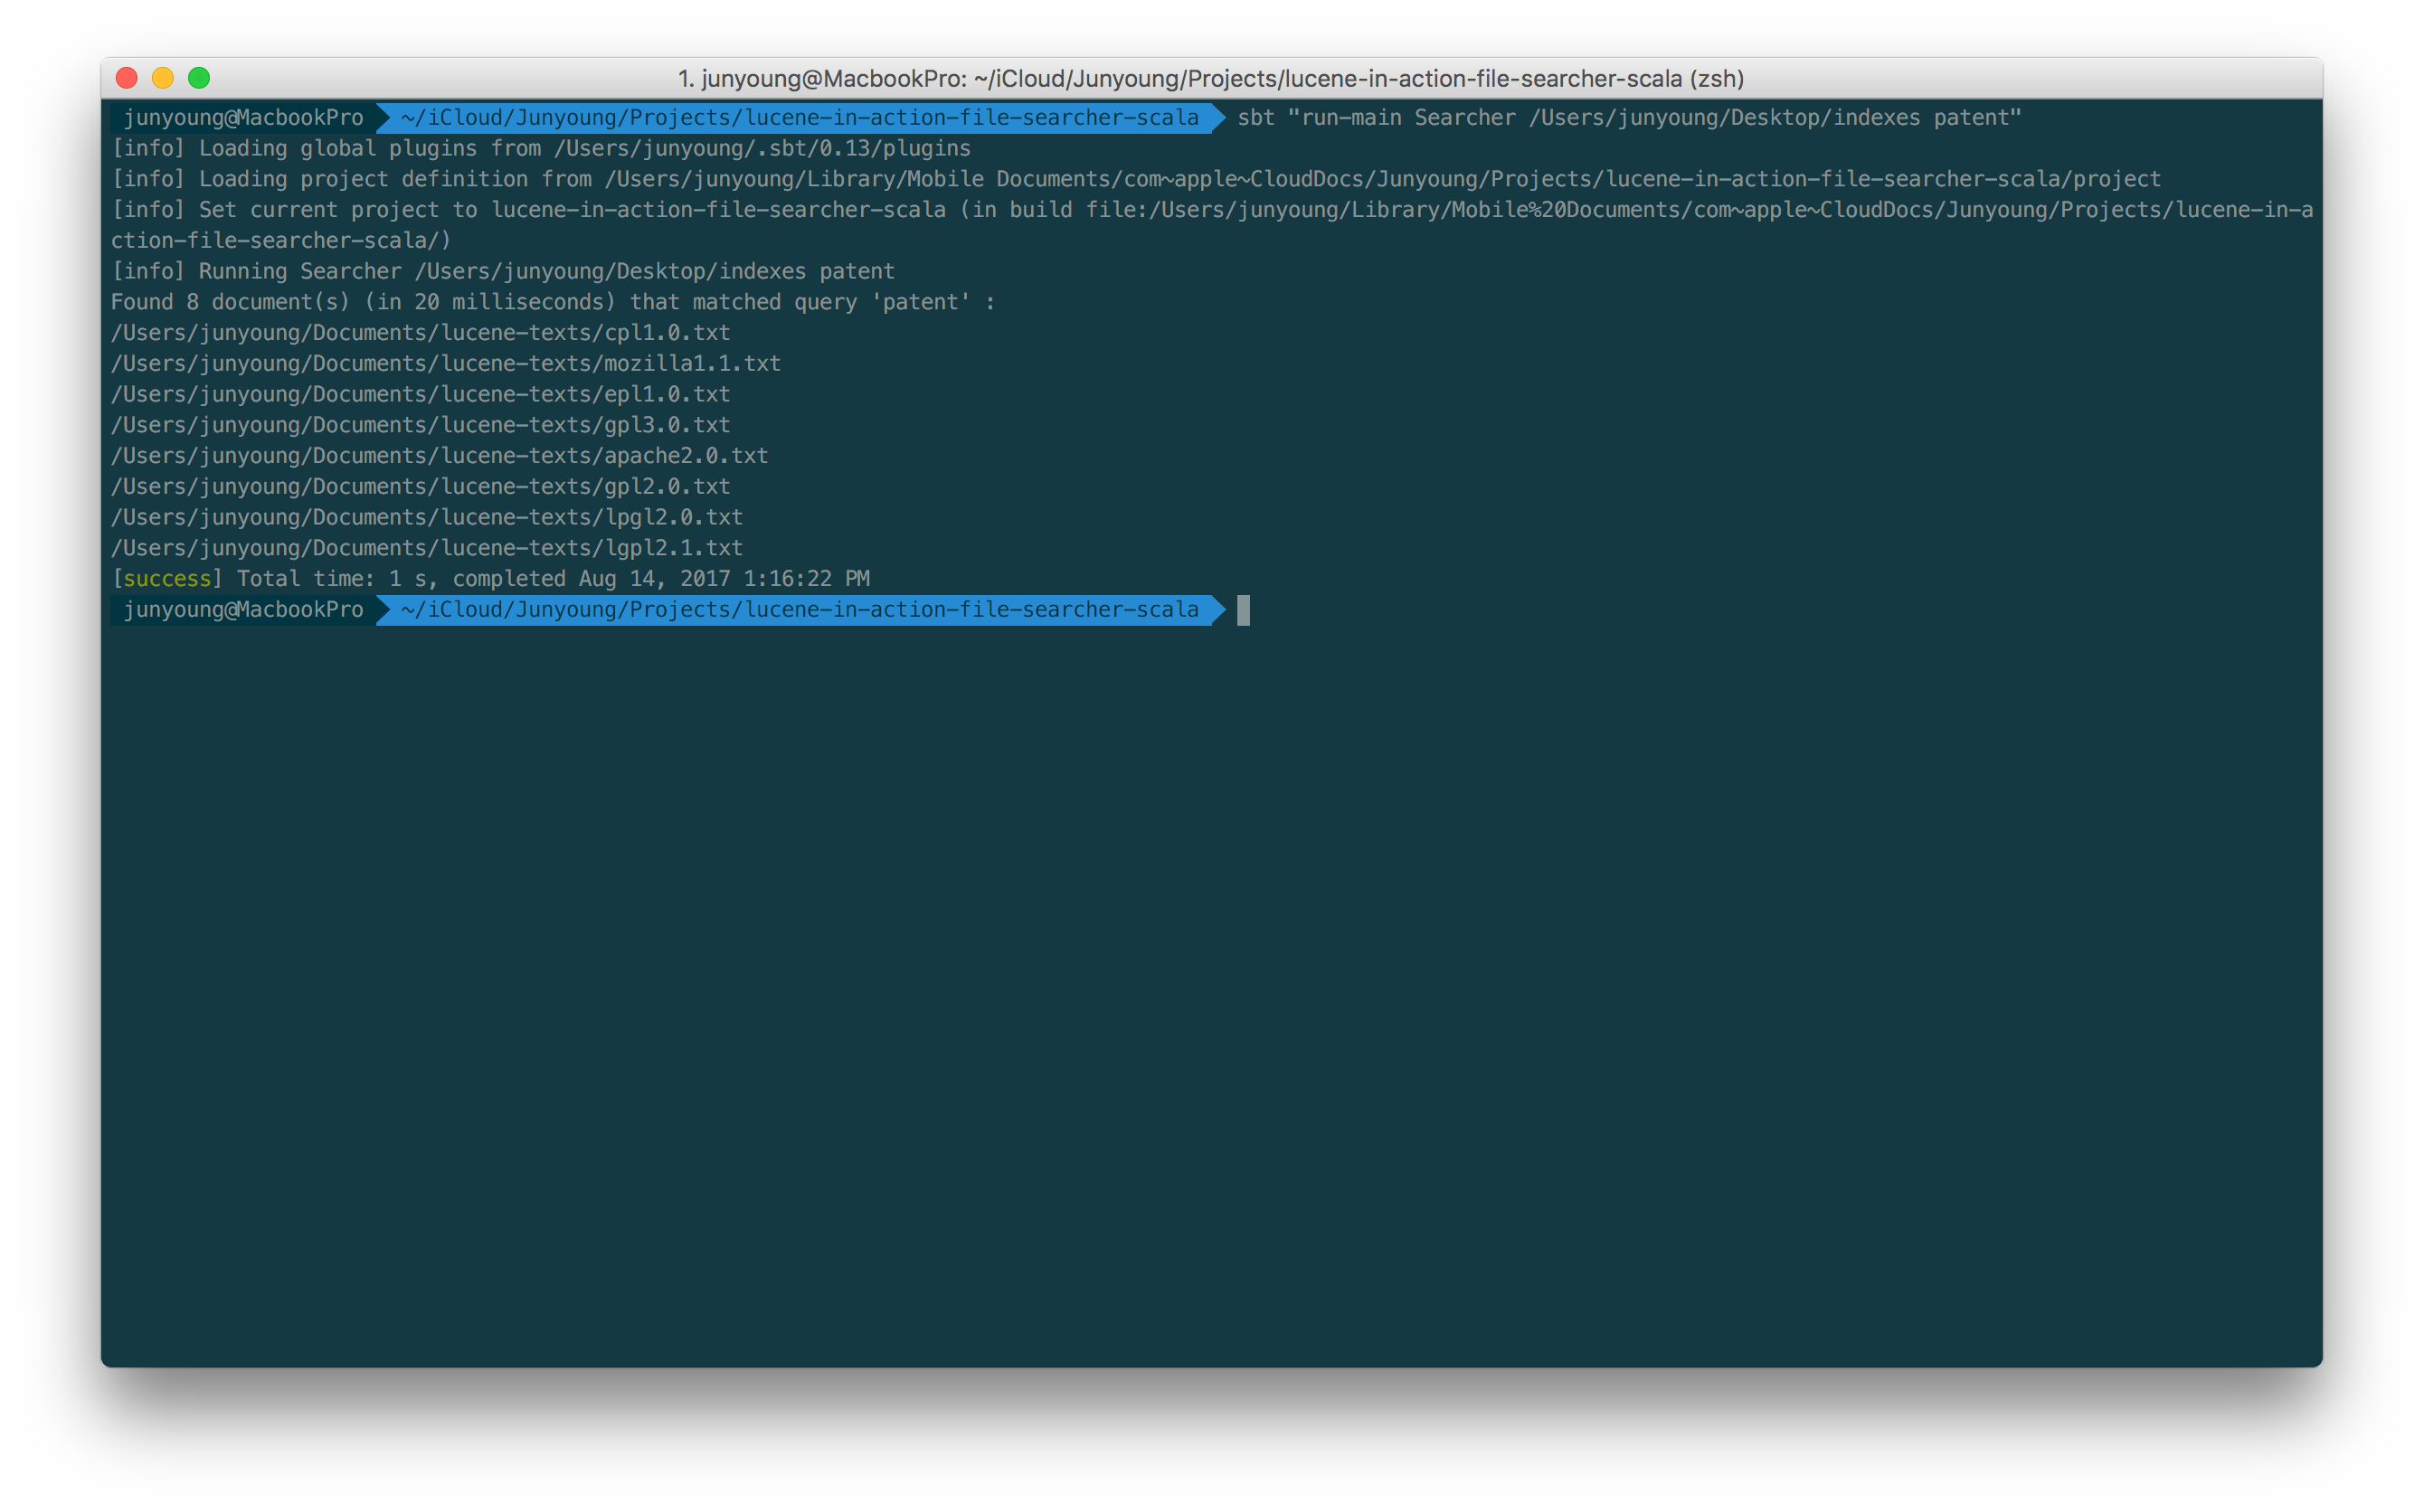 1. junyoung@MacbookPro: ~/iCloud/Junyoung/Projects/lucene-in-action-file-searcher-scala (zsh)
junyoung@MacbookPro ~/iCloud/Junyoung/Projects/lucene-in-action-file-searcher-scala sbt "run-main Searcher /Users/junyoung/Desktop/indexes patent"
[info] Loading global plugins from /Users/junyoung/.sbt/0.13/plugins
[info] Loading project definition from /Users/junyoung/Library/Mobile Documents/com~apple~CloudDocs/Junyoung/Projects/lucene-in-action-file-searcher-scala/project
[info] Set current project to lucene-in-action-file-searcher-scala (in build file:/Users/junyoung/Library/Mobile%20Documents/com~apple~CloudDocs/Junyoung/Projects/lucene-in-a
ction-file-searcher-scala/)
[info] Running Searcher /Users/junyoung/Desktop/indexes patent
Found 8 document(s) (in 20 milliseconds) that matched query 'patent' :
/Users/junyoung/Documents/lucene-texts/cpl1.0.txt
/Users/junyoung/Documents/lucene-texts/mozilla1.1.txt
/Users/junyoung/Documents/lucene-texts/epl1.0.txt
/Users/junyoung/Documents/lucene-texts/gpl3.0.txt
/Users/junyoung/Documents/lucene-texts/apache2.0.txt
/Users/junyoung/Documents/lucene-texts/gpl2.0.txt
/Users/junyoung/Documents/lucene-texts/lpgl2.0.txt
/Users/junyoung/Documents/lucene-texts/lgpl2.1.txt
[success] Total time: 1 s, completed Aug 14, 2017 1:16:22 PM
junyoung@MacbookPro ~/iCloud/Junyoung/Projects/lucene-in-action-file-searcher-scala